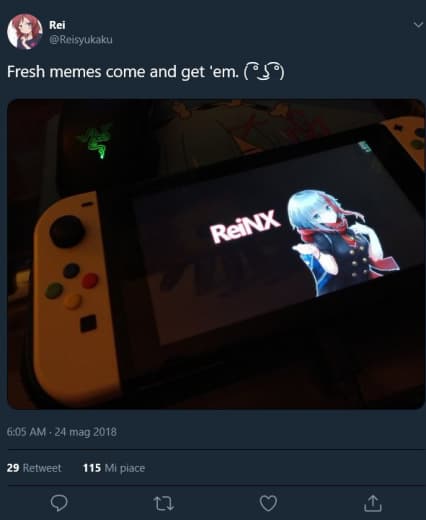 Rei
@Reisyukaku
Fresh memes come and get 'em. ( ͡° ͜ʖ ͡°)
ReiNX
6:05 AM · 24 mag 2018
29 Retweet 115 Mi piace